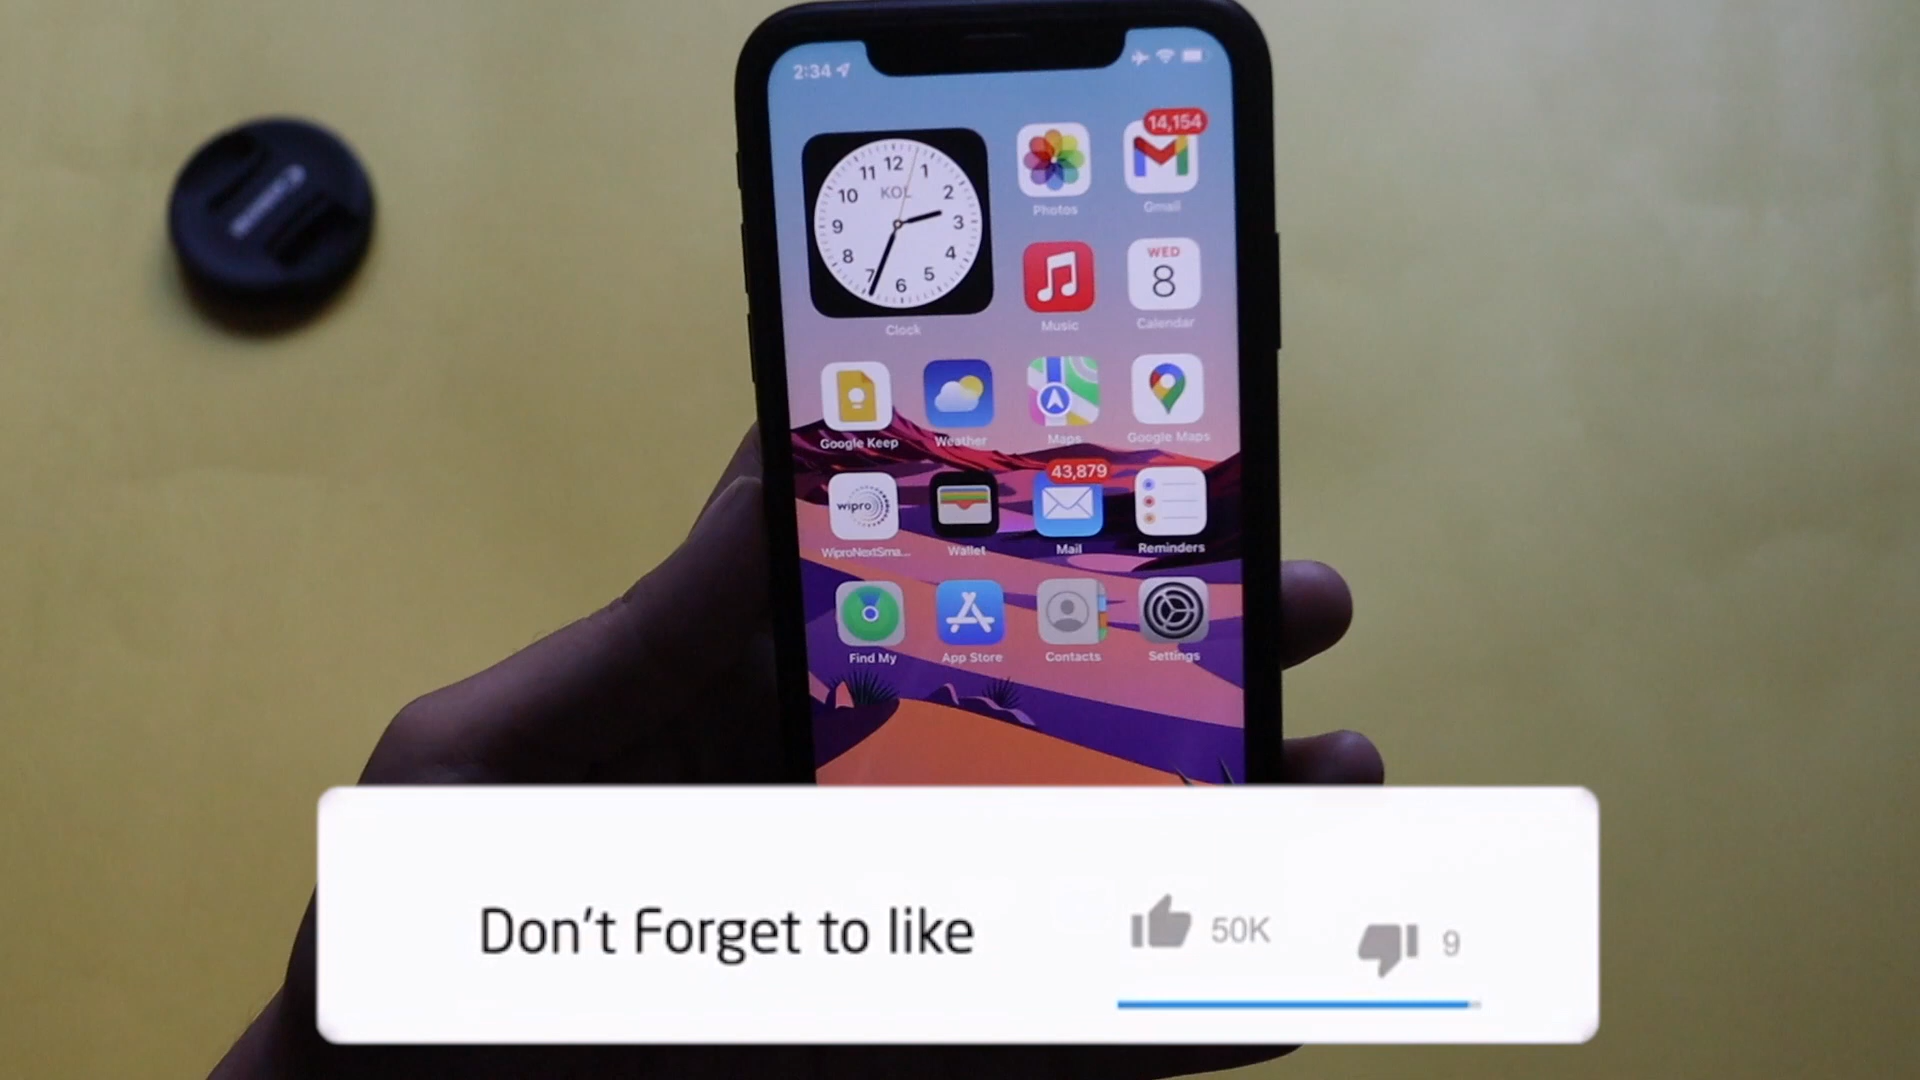 2:34
14,154
12
11
1
KOL
10
2
9
3
8
4
7
5
6
Clock
Photos
Gmail
Music
WED
8
Calendar
Google Keep
Weather
Maps
Google Maps
43,879
wipro
WiproNextSma...
Wallet
Mail
Reminders
Find My
App Store
Contacts
Settings
Don't Forget to like
50K
9